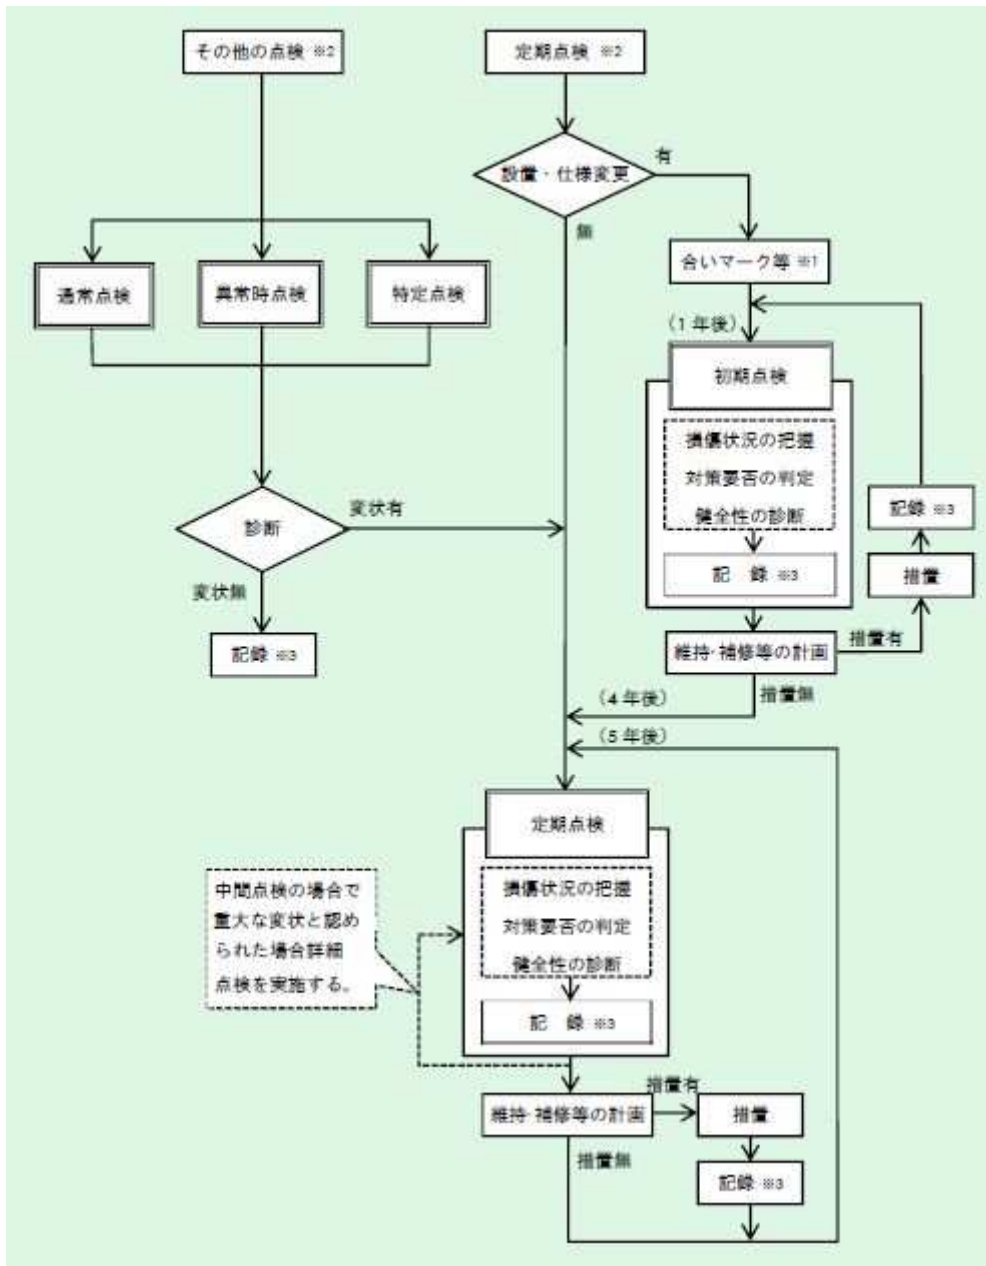 その他の点検 ※2
定期点検 ※2
設置・仕様変更
有
無
合いマーク等 ※1
通常点検
異常時点検
特定点検
(1年後)
初期点検
損傷状況の把握
対策要否の判定
健全性の診断
記 録 ※3
記録 ※3
措置
診断
変状有
変状無
記録 ※3
維持・補修等の計画
措置有
措置無
(4年後)
(5年後)
定期点検
損傷状況の把握
対策要否の判定
健全性の診断
記 録 ※3
中間点検の場合で
重大な変状と認め
られた場合詳細
点検を実施する。
維持・補修等の計画
措置有
措置
措置無
記録 ※3